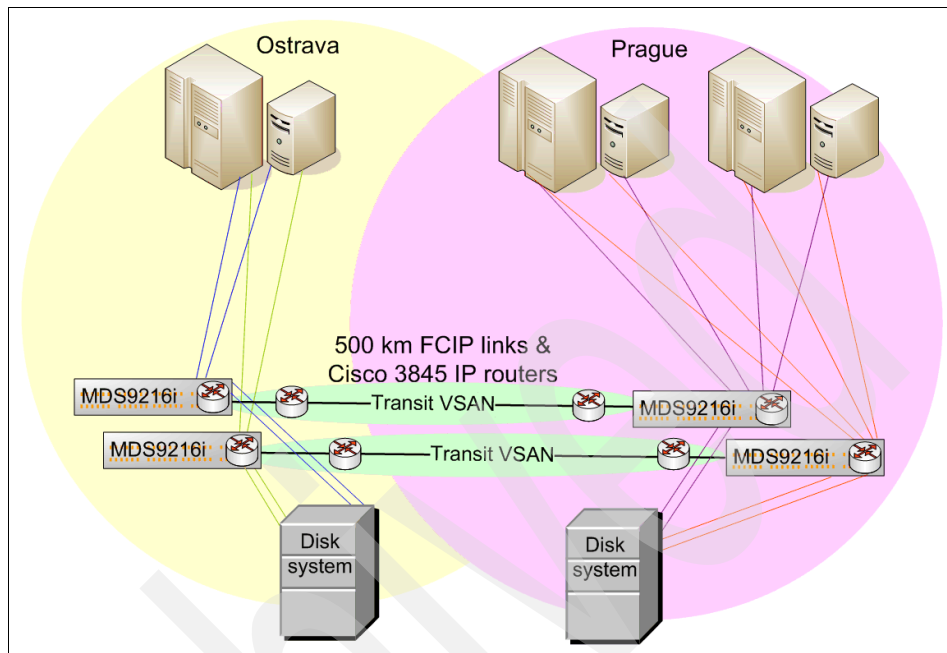 Ostrava
Prague
500 km FCIP links &
Cisco 3845 IP routers
MDS9216i
Transit VSAN
MDS9216i
MDS9216i
Transit VSAN
MDS9216i
Disk
system
Disk
system